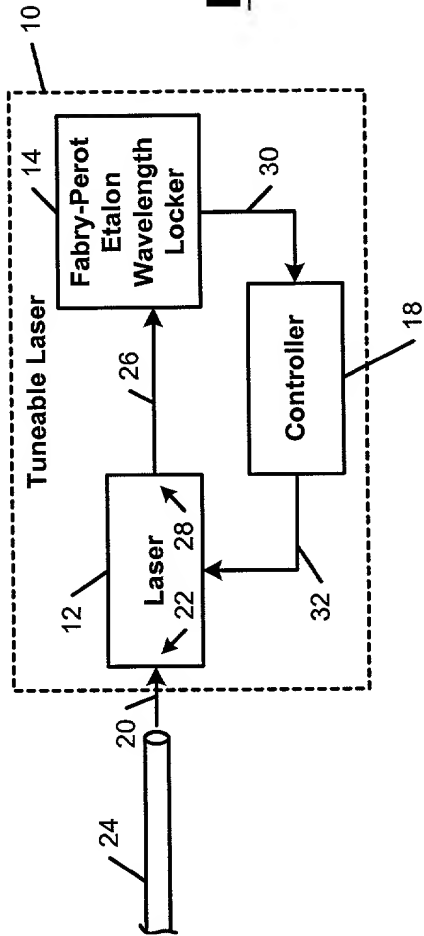 10
Tuneable Laser
14
Fabry-Perot
Etalon
Wavelength
Locker
12
26
Laser
22
28
30
Controller
18
32
20
24